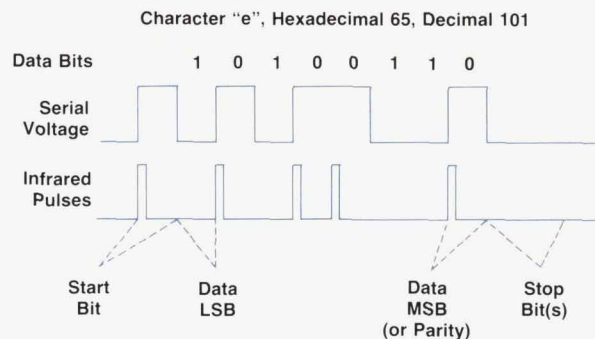 Character “e”, Hexadecimal 65, Decimal 101
Data Bits 1 0 1 0 0 1 1 0
Serial
Voltage
Infrared
Pulses
Start
Bit
Data
LSB
Data
MSB
(or Parity)
Stop
Bit(s)